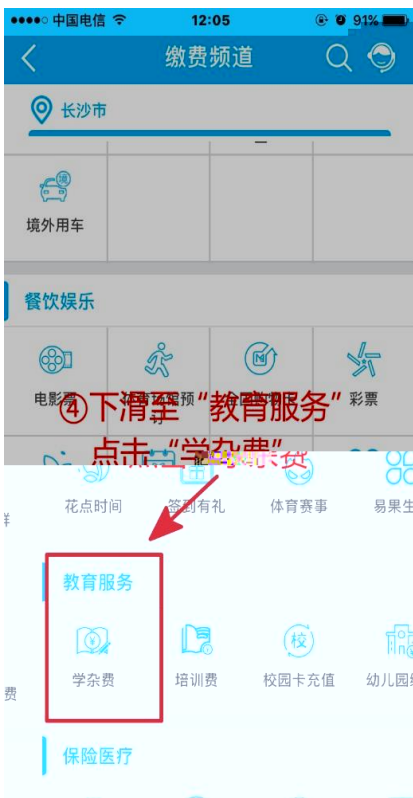 中国电信 12:05 91%
缴费频道
长沙市
境外用车
餐饮娱乐
电影票 彩票
④下滑至“教育服务”
点击“学杂费”
花点时间 签到有礼 体育赛事 易果生
教育服务
学杂费 培训费 校园卡充值 幼儿园
费
保险医疗